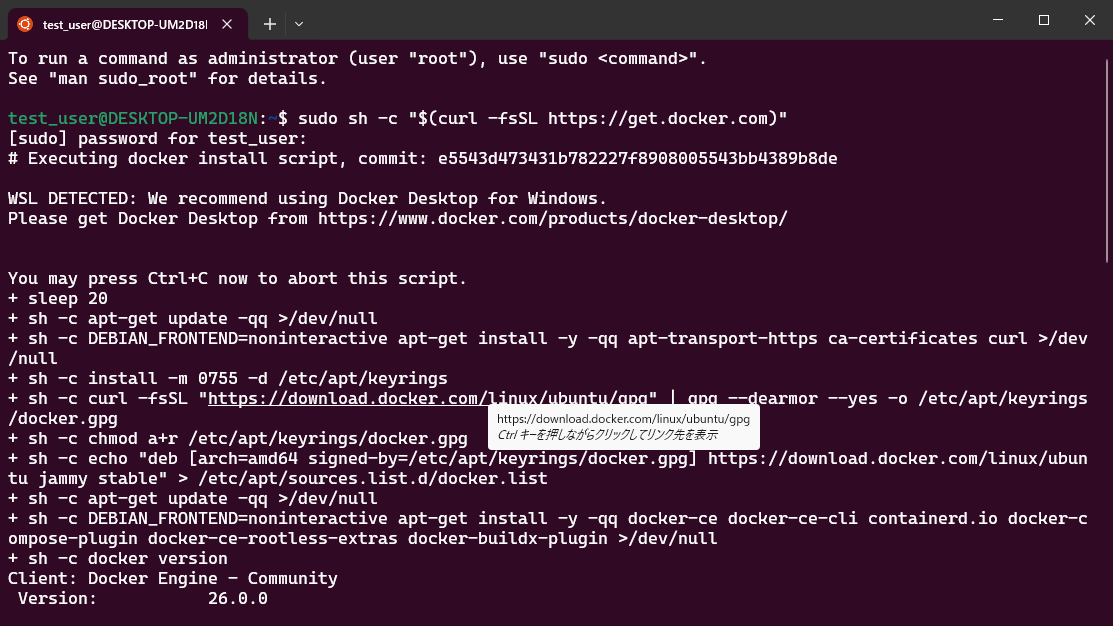 test_user@DESKTOP-UM2D18
To run a command as administrator (user "root"), use "sudo <command>".
See "man sudo_root" for details.
test_user@DESKTOP-UM2D18N:~$ sudo sh -c "$(curl -fsSL https://get.docker.com)"
[sudo] password for test_user:
# Executing docker install script, commit: e5543d473431b782227f8908005543bb4389b8de
WSL DETECTED: We recommend using Docker Desktop for Windows.
Please get Docker Desktop from https://www.docker.com/products/docker-desktop/
You may press Ctrl+C now to abort this script.
+ sleep 20
+ sh -c apt-get update -qq >/dev/null
+ sh -c DEBIAN_FRONTEND=noninteractive apt-get install -y -qq apt-transport-https ca-certificates curl >/dev
/null
+ sh -c install -m 0755 -d /etc/apt/keyrings
+ sh -c curl -fsSL "https://download.docker.com/linux/ubuntu/gpg" | gpg --dearmor --yes -o /etc/apt/keyrings
/docker.gpg
https://download.docker.com/linux/ubuntu/gpg
Ctrl キーを押しながらクリックしてリンク先を表示
+ sh -c chmod a+r /etc/apt/keyrings/docker.gpg
+ sh -c echo "deb [arch=amd64 signed-by=/etc/apt/keyrings/docker.gpg] https://download.docker.com/linux/ubun
tu jammy stable" > /etc/apt/sources.list.d/docker.list
+ sh -c apt-get update -qq >/dev/null
+ sh -c DEBIAN_FRONTEND=noninteractive apt-get install -y -qq docker-ce docker-ce-cli containerd.io docker-c
ompose-plugin docker-ce-rootless-extras docker-buildx-plugin >/dev/null
+ sh -c docker version
Client: Docker Engine - Community
Version: 26.0.0